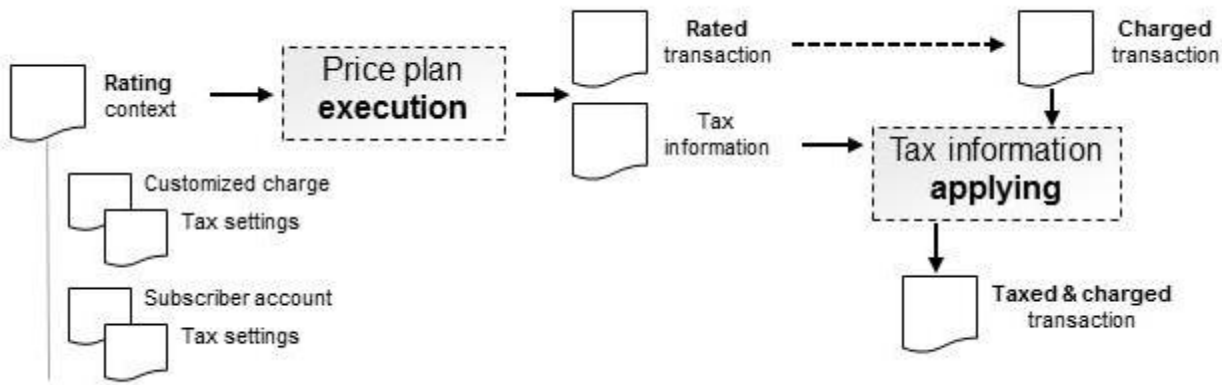 Rating
context
Price plan
execution
Rated
transaction
Tax
information
Charged
transaction
Tax information
applying
Customized charge
Tax settings
Subscriber account
Tax settings
Taxed & charged
transaction